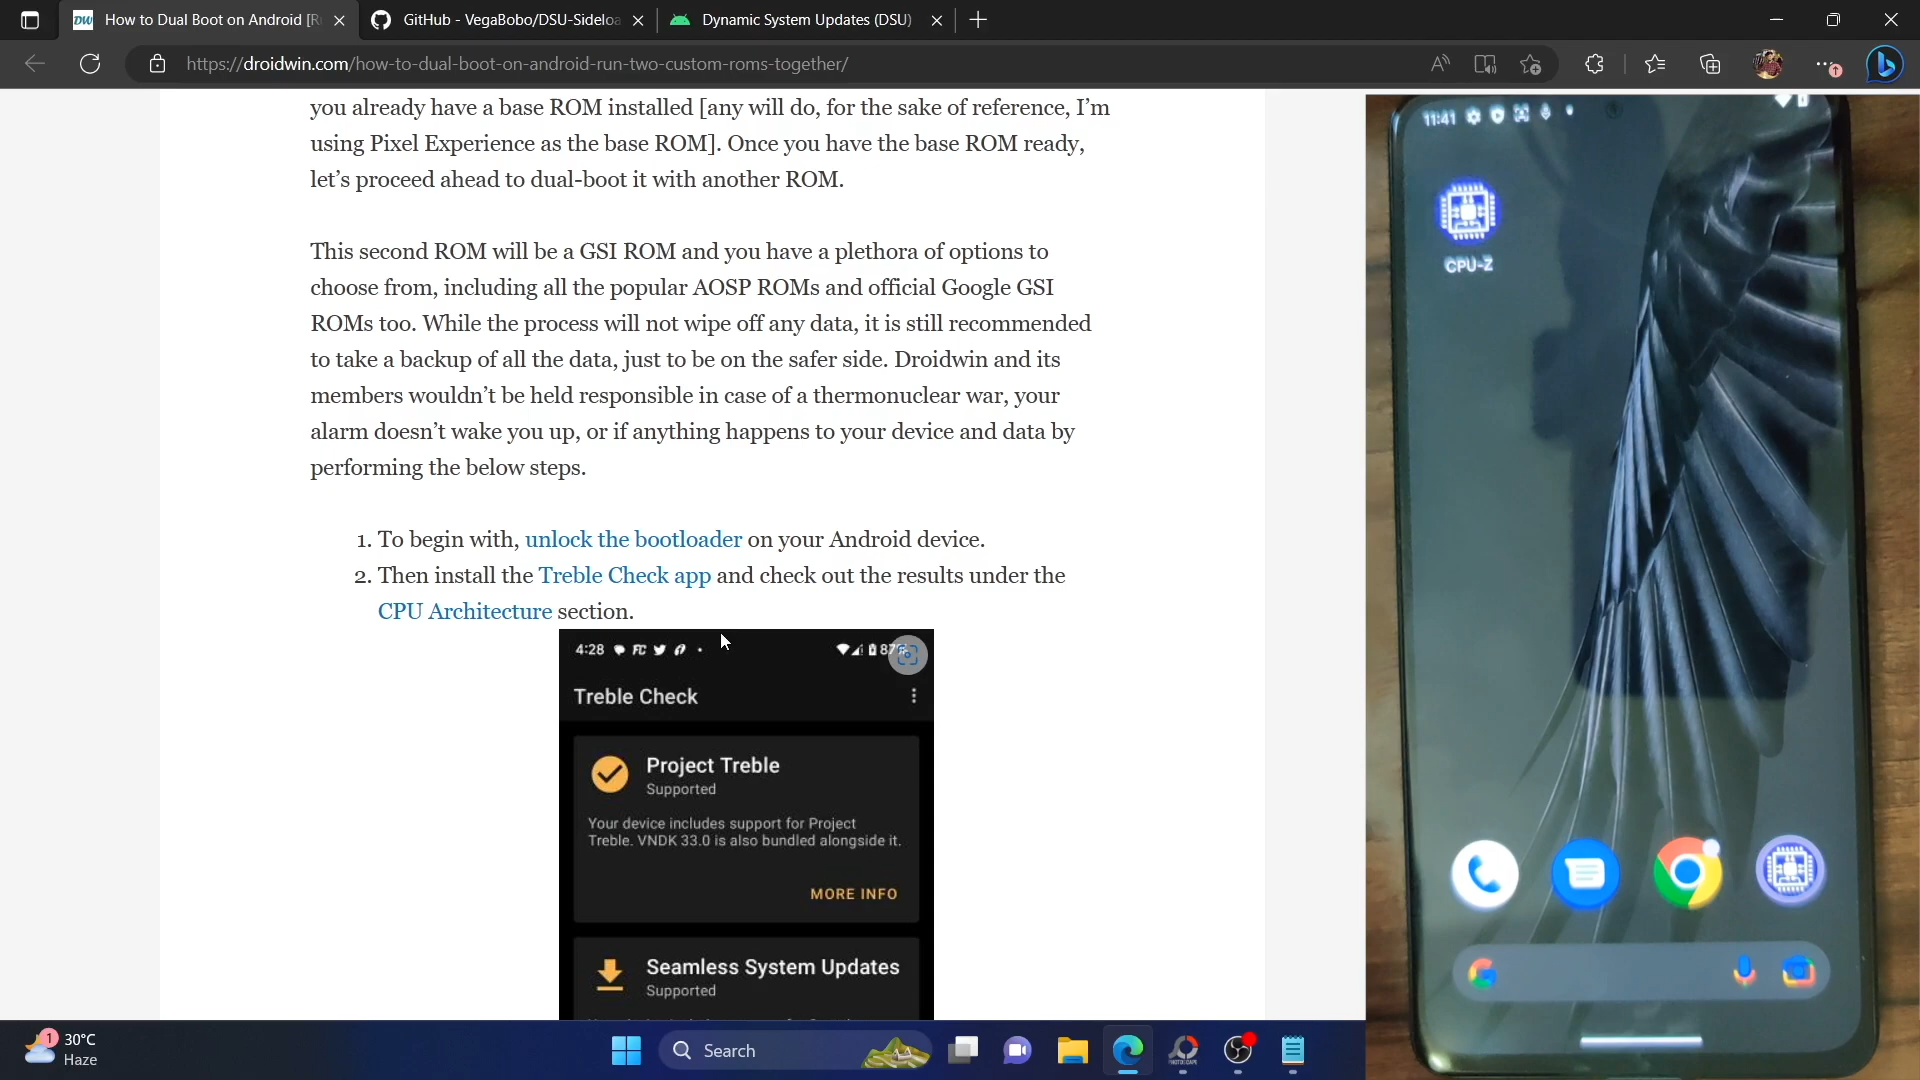 DW How to Dual Boot on Android [R
GitHub - VegaBobo/DSU-Sideloa
Dynamic System Updates (DSU)
https://droidwin.com/how-to-dual-boot-on-android-run-two-custom-roms-together/
you already have a base ROM installed [any will do, for the sake of reference, I’m
using Pixel Experience as the base ROM]. Once you have the base ROM ready,
let’s proceed ahead to dual-boot it with another ROM.
This second ROM will be a GSI ROM and you have a plethora of options to
choose from, including all the popular AOSP ROMs and official Google GSI
ROMs too. While the process will not wipe off any data, it is still recommended
to take a backup of all the data, just to be on the safer side. Droidwin and its
members wouldn’t be held responsible in case of a thermonuclear war, your
alarm doesn’t wake you up, or if anything happens to your device and data by
performing the below steps.
1. To begin with, unlock the bootloader on your Android device.
2. Then install the Treble Check app and check out the results under the
CPU Architecture section.
4:28 FC 87%
Treble Check
Project Treble
Supported
Your device includes support for Project
Treble. VNDK 33.0 is also bundled alongside it.
MORE INFO
Seamless System Updates
Supported
11:41
CPU-Z
1 30°C
Haze
Search